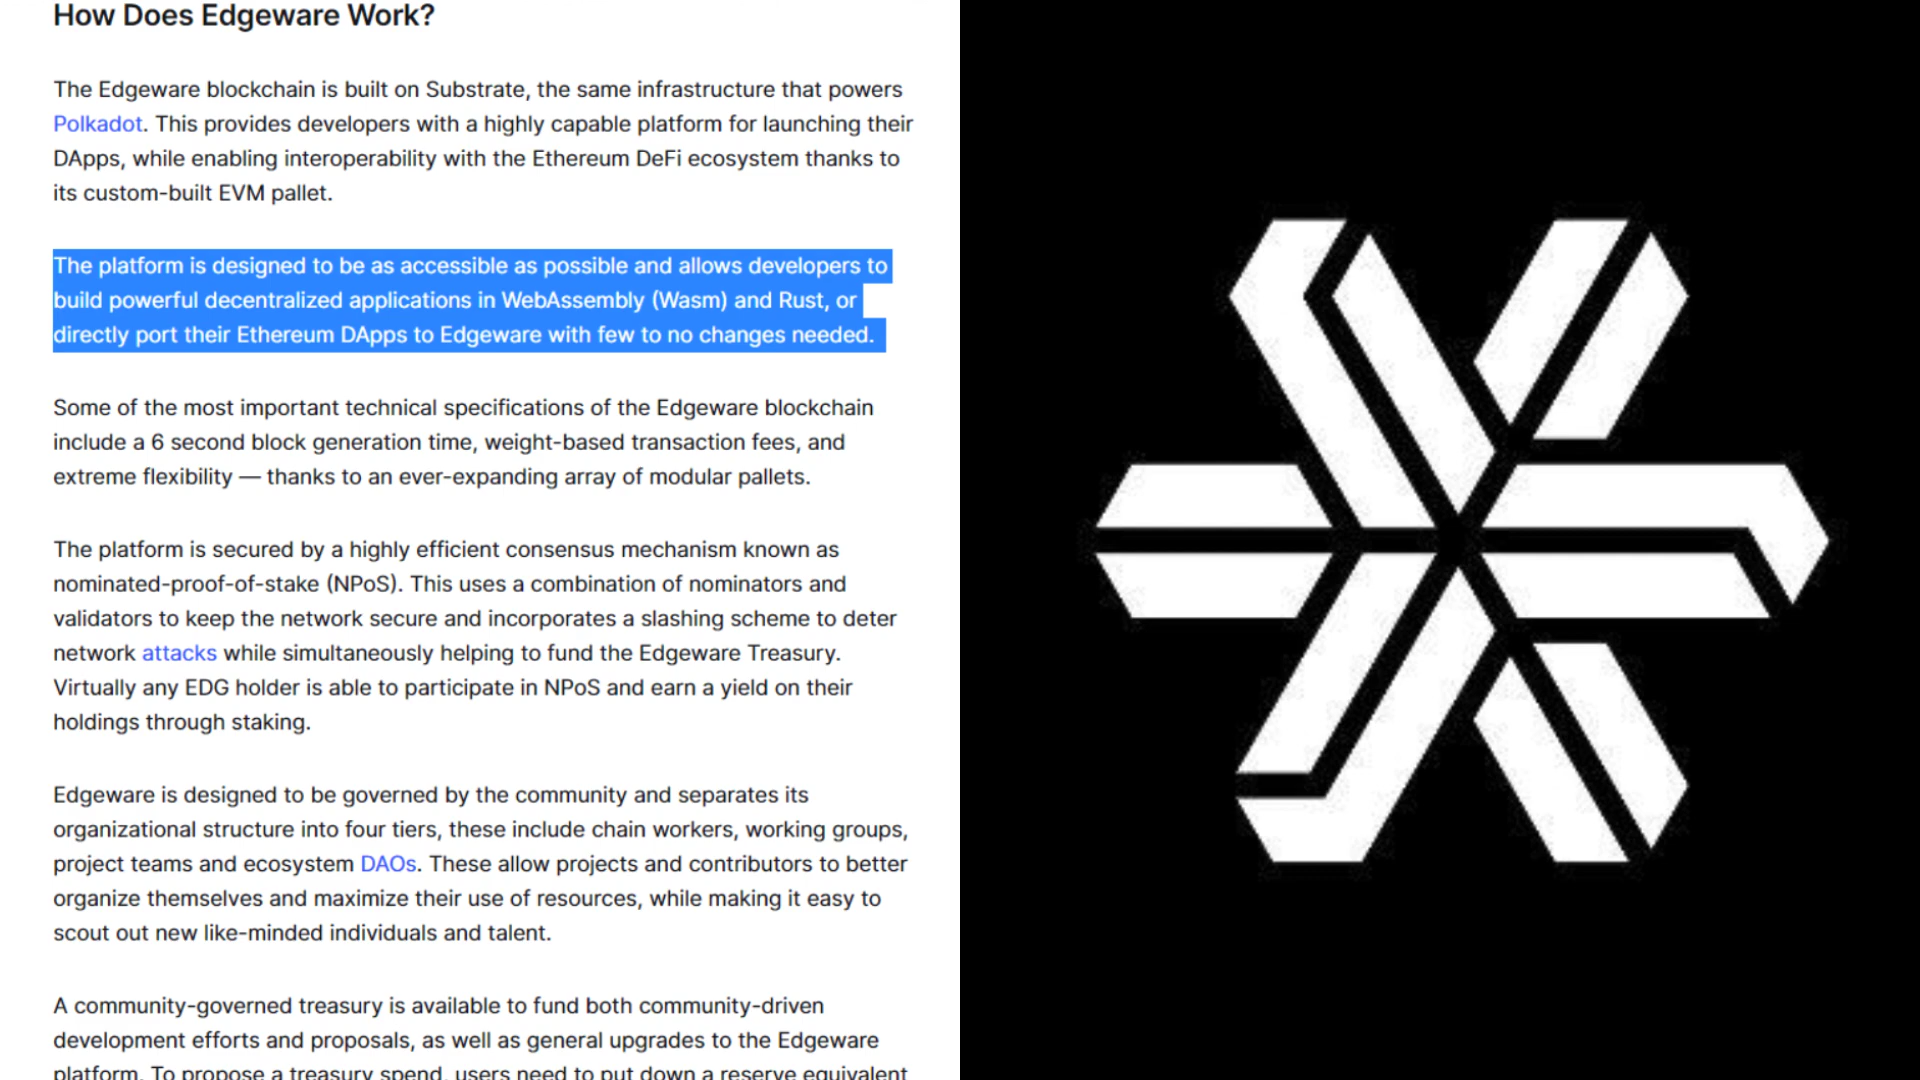 How Does Edgeware Work?
The Edgeware blockchain is built on Substrate, the same infrastructure that powers
Polkadot. This provides developers with a highly capable platform for launching their
DApps, while enabling interoperability with the Ethereum DeFi ecosystem thanks to
its custom-built EVM pallet.
The platform is designed to be as accessible as possible and allows developers to
build powerful decentralized applications in WebAssembly (Wasm) and Rust, or
directly port their Ethereum DApps to Edgeware with few to no changes needed.
Some of the most important technical specifications of the Edgeware blockchain
include a 6 second block generation time, weight-based transaction fees, and
extreme flexibility — thanks to an ever-expanding array of modular pallets.
The platform is secured by a highly efficient consensus mechanism known as
nominated-proof-of-stake (NPoS). This uses a combination of nominators and
validators to keep the network secure and incorporates a slashing scheme to deter
network attacks while simultaneously helping to fund the Edgeware Treasury.
Virtually any EDG holder is able to participate in NPoS and earn a yield on their
holdings through staking.
Edgeware is designed to be governed by the community and separates its
organizational structure into four tiers, these include chain workers, working groups,
project teams and ecosystem DAOs. These allow projects and contributors to better
organize themselves and maximize their use of resources, while making it easy to
scout out new like-minded individuals and talent.
A community-governed treasury is available to fund both community-driven
development efforts and proposals, as well as general upgrades to the Edgeware
platform. To propose a treasury spend, users need to put down a reserve equivalent